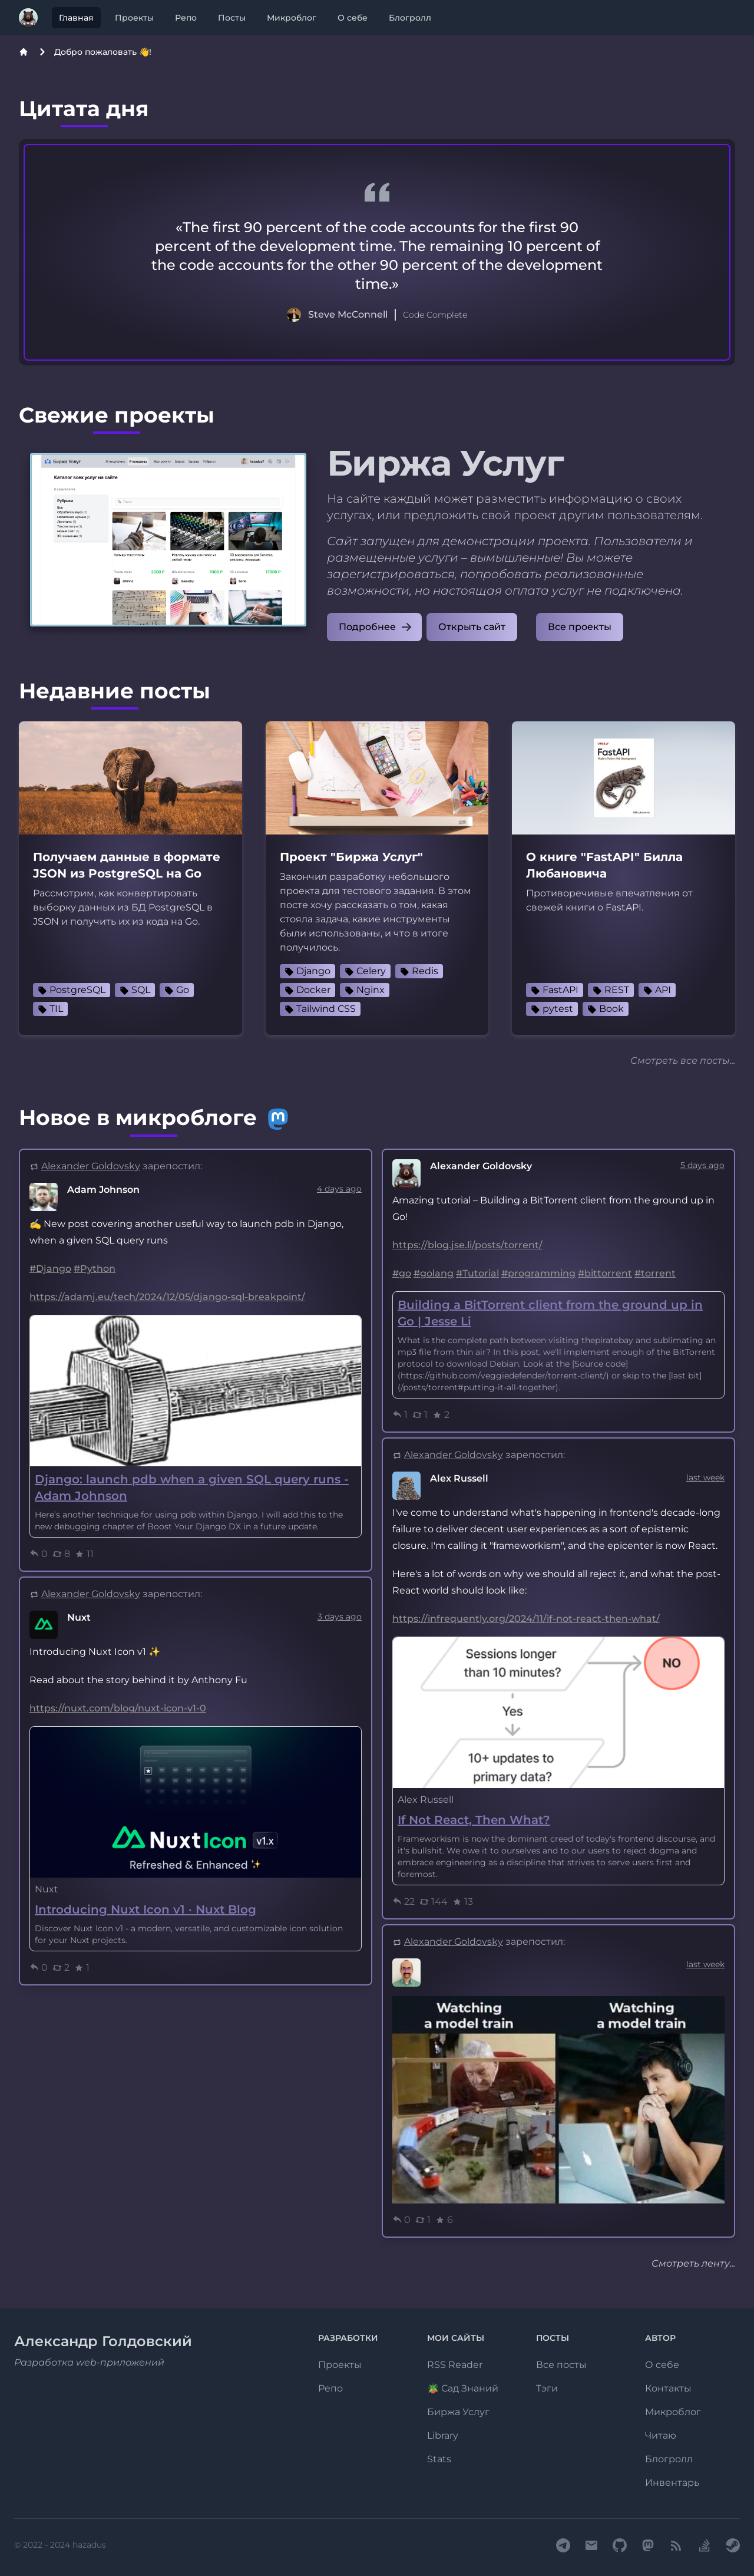 Главная Проекты Репо Посты Микроблог О себе Блогролл
Добро пожаловать 👋!
Цитата дня
«The first 90 percent of the code accounts for the first 90
percent of the development time. The remaining 10 percent of
the code accounts for the other 90 percent of the development
time.»
Steve McConnell | Code Complete
Свежие проекты
Биржа Услуг
Каталог всех услуг на сайте
Рубрики
Биржа Услуг
На сайте каждый может разместить информацию о своих
услугах, или предложить свой проект другим пользователям.
Сайт запущен для демонстрации проекта. Пользователи и
размещенные услуги – вымышленные! Вы можете
зарегистрироваться, попробовать реализованные
возможности, но настоящая оплата услуг не подключена.
Подробнее → Открыть сайт Все проекты
Недавние посты
Получаем данные в формате
JSON из PostgreSQL на Go
Рассмотрим, как конвертировать
выборку данных из БД PostgreSQL в
JSON и получить их из кода на Go.
PostgreSQL SQL Go
TIL
Проект "Биржа Услуг"
Закончил разработку небольшого
проекта для тестового задания. В этом
посте хочу рассказать о том, какая
стояла задача, какие инструменты
были использованы, и что в итоге
получилось.
Django Celery Redis
Docker Nginx
Tailwind CSS
FastAPI
О книге "FastAPI" Билла
Любановича
Противоречивые впечатления от
свежей книги о FastAPI.
FastAPI REST API
pytest Book
Смотреть все посты...
Новое в микроблоге
Alexander Goldovsky зарепостил:
Adam Johnson 4 days ago
✍️ New post covering another useful way to launch pdb in Django,
when a given SQL query runs
#Django #Python
https://adamj.eu/tech/2024/12/05/django-sql-breakpoint/
Django: launch pdb when a given SQL query runs -
Adam Johnson
Here’s another technique for using pdb within Django. I will add this to the
new debugging chapter of Boost Your Django DX in a future update.
0 8 11
Alexander Goldovsky зарепостил:
Nuxt 3 days ago
Introducing Nuxt Icon v1 ✨
Read about the story behind it by Anthony Fu
https://nuxt.com/blog/nuxt-icon-v1-0
NuxtIcon v1.x
Refreshed & Enhanced ✨
Nuxt
Introducing Nuxt Icon v1 · Nuxt Blog
Discover Nuxt Icon v1 - a modern, versatile, and customizable icon solution
for your Nuxt projects.
0 2 1
Alexander Goldovsky 5 days ago
Amazing tutorial – Building a BitTorrent client from the ground up in
Go!
https://blog.jse.li/posts/torrent/
#go #golang #Tutorial #programming #bittorrent #torrent
Building a BitTorrent client from the ground up in
Go | Jesse Li
What is the complete path between visiting thepiratebay and sublimating an
mp3 file from thin air? In this post, we'll implement enough of the BitTorrent
protocol to download Debian. Look at the [Source code]
(https://github.com/veggiedefender/torrent-client/) or skip to the [last bit]
(/posts/torrent#putting-it-all-together).
1 1 2
Alexander Goldovsky зарепостил:
Alex Russell last week
I've come to understand what's happening in frontend's decade-long
failure to deliver decent user experiences as a sort of epistemic
closure. I'm calling it "frameworkism", and the epicenter is now React.
Here's a lot of words on why we should all reject it, and what the post-
React world should look like:
https://infrequently.org/2024/11/if-not-react-then-what/
Sessions longer
than 10 minutes?
NO
Yes
10+ updates to
primary data?
Alex Russell
If Not React, Then What?
Frameworkism is now the dominant creed of today's frontend discourse, and
it's bullshit. We owe it to ourselves and to our users to reject dogma and
embrace engineering as a discipline that strives to serve users first and
foremost.
22 144 13
Alexander Goldovsky зарепостил:
last week
Watching
a model train
Watching
a model train
0 1 6
Смотреть ленту...
Александр Голдовский
Разработка web-приложений
РАЗРАБОТКИ
Проекты
Репо
МОИ САЙТЫ
RSS Reader
🪴 Сад Знаний
Биржа Услуг
Library
Stats
ПОСТЫ
Все посты
Тэги
АВТОР
О себе
Контакты
Микроблог
Читаю
Блогролл
Инвентарь
© 2022 - 2024 hazadus